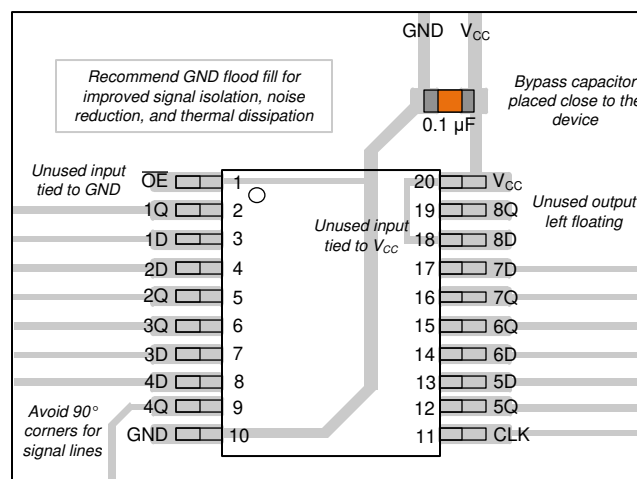 GND V_CC
Recommend GND flood fill for
improved signal isolation, noise
reduction, and thermal dissipation
Bypass capacitor
placed close to the
device
0.1 µF
Unused input
tied to GND
O̅E̅ 1 20 V_CC
1Q 2 19 8Q
Unused output
left floating
Unused input
tied to V_CC
1D 3 18 8D
2D 4 17 7D
2Q 5 16 7Q
3Q 6 15 6Q
3D 7 14 6D
4D 8 13 5D
4Q 9 12 5Q
GND 10 11 CLK
Avoid 90°
corners for
signal lines